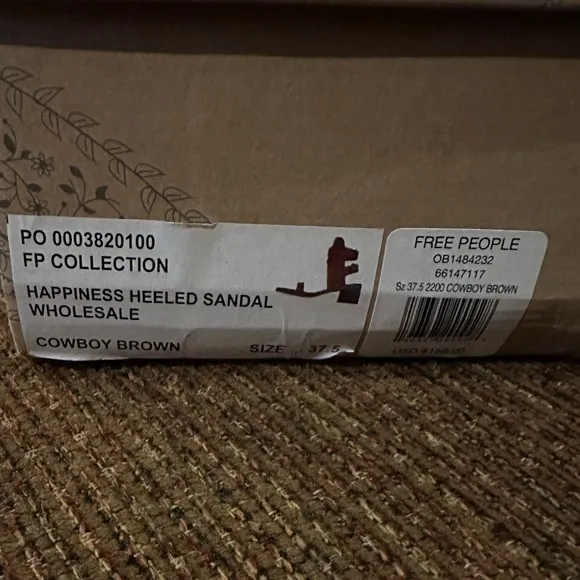 PO 0003820100
FP COLLECTION
HAPPINESS HEELED SANDAL
WHOLESALE
COWBOY BROWN SIZE : 37.5
FREE PEOPLE
OB1484232
66147117
Sz 37.5 2200 COWBOY BROWN
USD